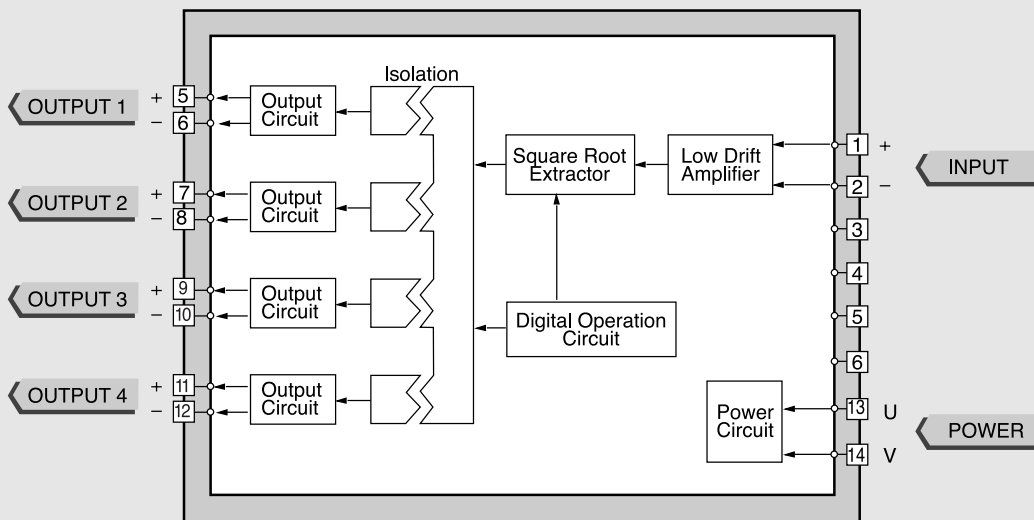 Isolation
OUTPUT 1
+ 5
− 6
Output
Circuit
OUTPUT 2
+ 7
− 8
Output
Circuit
OUTPUT 3
+ 9
− 10
Output
Circuit
OUTPUT 4
+ 11
− 12
Output
Circuit
Square Root
Extractor
Low Drift
Amplifier
Digital Operation
Circuit
Power
Circuit
1 +
2 −
INPUT
3
4
5
6
13 U
14 V
POWER